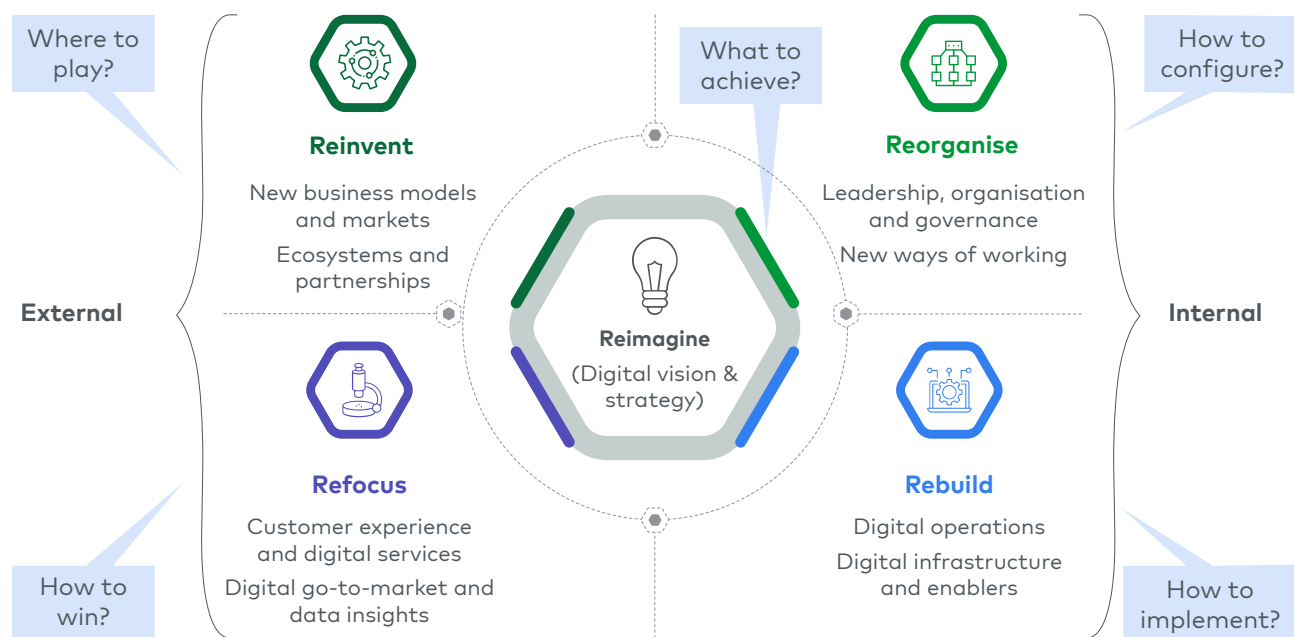 Where to
play?
External
How to
win?
Reinvent
New business models
and markets
Ecosystems and
partnerships
Refocus
Customer experience
and digital services
Digital go-to-market and
data insights
What to
achieve?
Reimagine
(Digital vision &
strategy)
Reorganise
Leadership, organisation
and governance
New ways of working
Rebuild
Digital operations
Digital infrastructure
and enablers
How to
configure?
Internal
How to
implement?